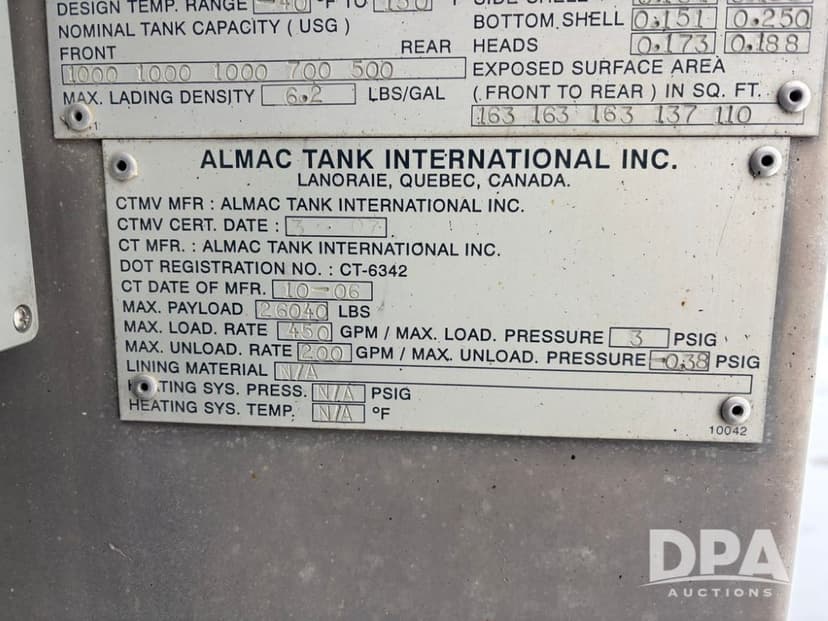 DESIGN TEMP. RANGE -40 °F TO 150
NOMINAL TANK CAPACITY ( USG )
FRONT REAR
1000 1000 1000 700 500
MAX. LADING DENSITY 6.2 LBS/GAL
BOTTOM SHELL 0.151 0.250
HEADS 0.173 0.188
EXPOSED SURFACE AREA
( FRONT TO REAR ) IN SQ. FT.
163 163 163 137 110
ALMAC TANK INTERNATIONAL INC.
LANORAIE, QUEBEC, CANADA.
CTMV MFR : ALMAC TANK INTERNATIONAL INC.
CTMV CERT. DATE : 3 - 07
CT MFR. : ALMAC TANK INTERNATIONAL INC.
DOT REGISTRATION NO. : CT-6342
CT DATE OF MFR. 10-06
MAX. PAYLOAD 26040 LBS
MAX. LOAD. RATE 450 GPM / MAX. LOAD. PRESSURE 3 PSIG
MAX. UNLOAD. RATE 200 GPM / MAX. UNLOAD. PRESSURE -0.38 PSIG
LINING MATERIAL N/A
HEATING SYS. PRESS. N/A PSIG
HEATING SYS. TEMP. N/A °F
10042
DPA
AUCTIONS